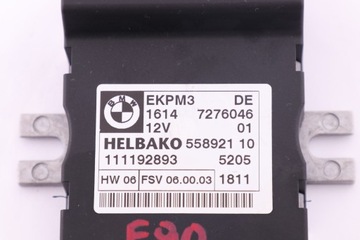 BMW
EKPM3 DE
1614 7276046
12V 01
HELBAKO 558921 10
111192893 5205
HW 06 FSV 06.00.03 1811
E90